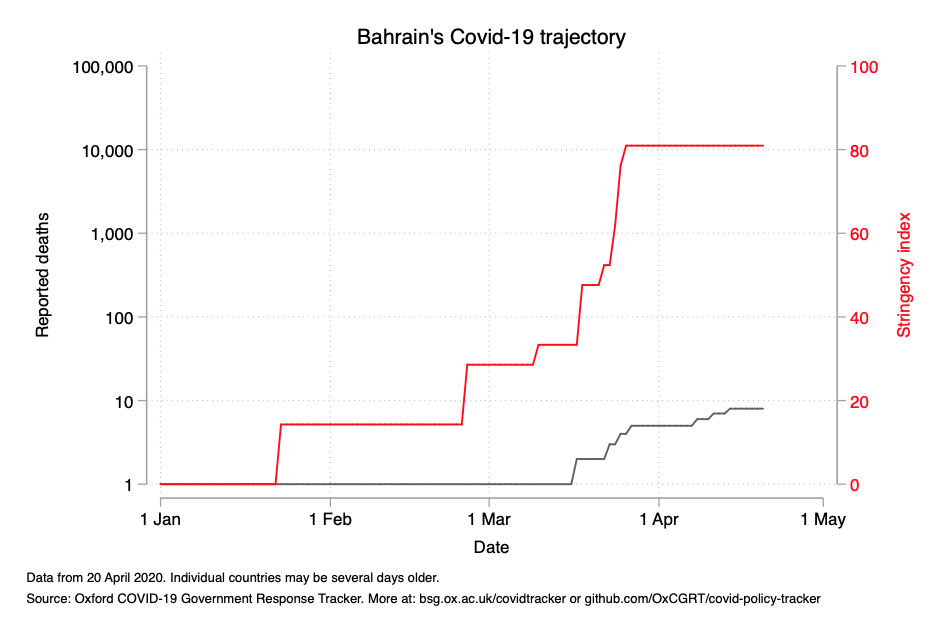 Bahrain's Covid-19 trajectory
100,000
10,000
1,000
100
10
1
Reported deaths
100
80
60
40
20
0
Stringency index
1 Jan
1 Feb
1 Mar
1 Apr
1 May
Date
Data from 20 April 2020. Individual countries may be several days older.
Source: Oxford COVID-19 Government Response Tracker. More at: bsg.ox.ac.uk/covidtracker or github.com/OxCGRT/covid-policy-tracker